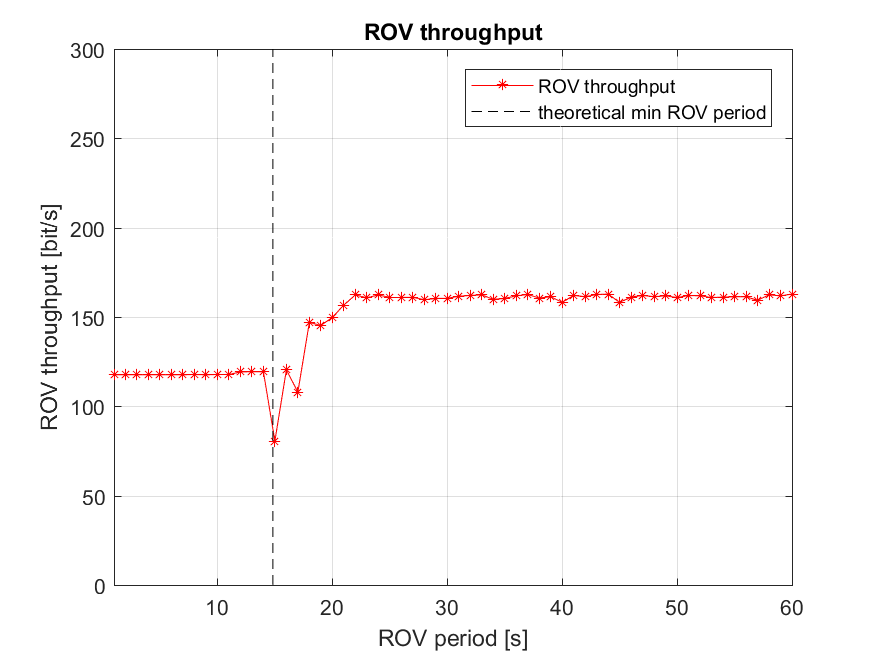 ROV throughput
300
250
200
150
100
50
0
ROV throughput [bit/s]
ROV throughput
theoretical min ROV period
10 20 30 40 50 60
ROV period [s]